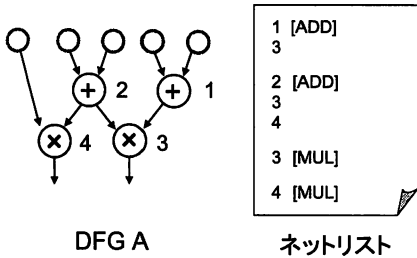 + 2 + 1
× 4 × 3
DFG A
1 [ADD]
3
2 [ADD]
3
4
3 [MUL]
4 [MUL]
ネットリスト